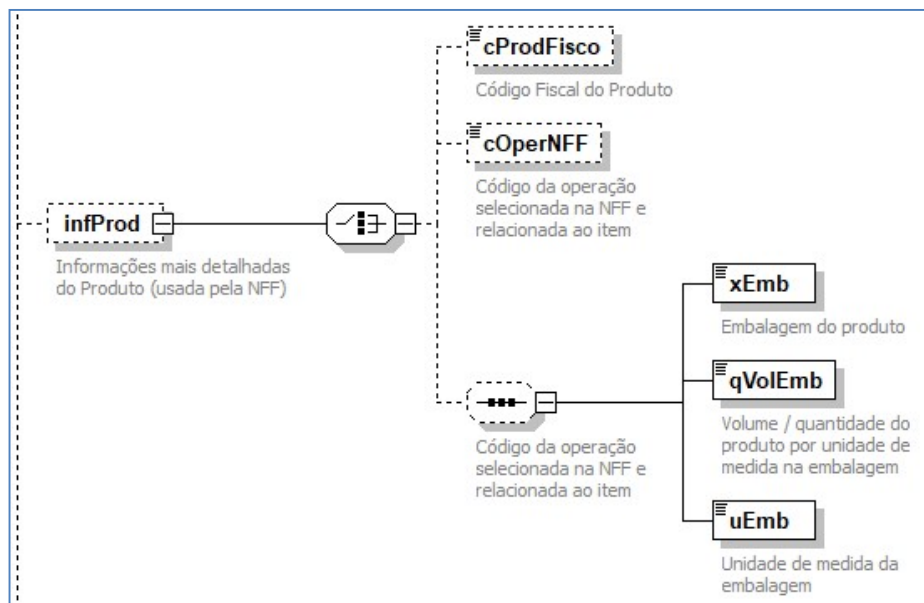 cProdFisco
Código Fiscal do Produto
cOperNFF
Código da operação
selecionada na NFF e
relacionada ao item
infProd
Informações mais detalhadas
do Produto (usada pela NFF)
xEmb
Embalagem do produto
qVolEmb
Volume / quantidade do
produto por unidade de
medida na embalagem
Código da operação
selecionada na NFF e
relacionada ao item
uEmb
Unidade de medida da
embalagem